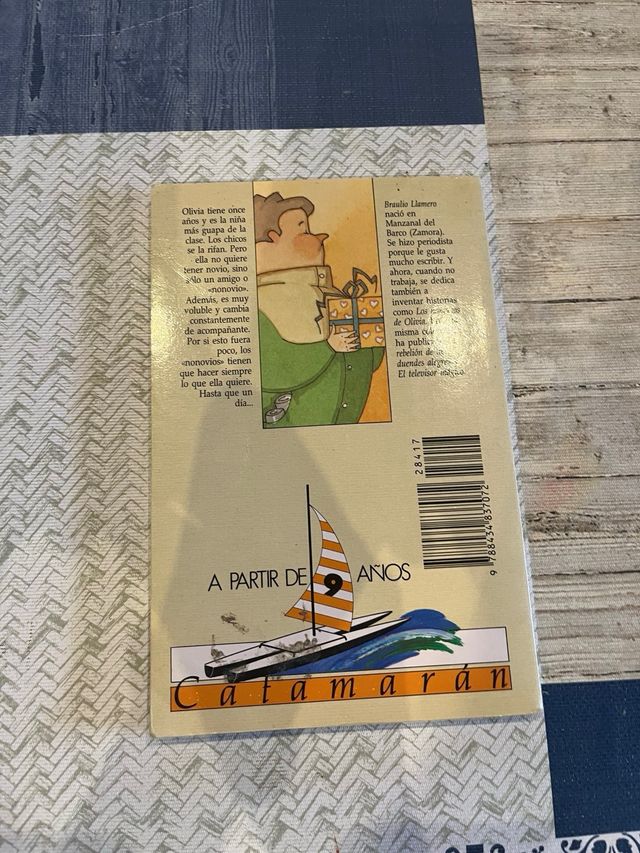 Olivia tiene once
años y es la niña
más guapa de la
clase. Los chicos
se la rifan. Pero
ella no quiere
tener novio, sino
sólo un amigo o
«nonovio».
Además, es muy
voluble y cambia
constantemente
de acompañante.
Por si esto fuera
poco, los
«nonovios» tienen
que hacer siempre
lo que ella quiere.
Hasta que un
día...
Braulio Llamero
nació en
Manzanal del
Barco (Zamora).
Se hizo periodista
porque le gusta
mucho escribir. Y
ahora, cuando no
trabaja, se dedica
también a
inventar historias
como Los
de Olivia.
misma
ha
rebelión de
duendes
El televisor mágico.
28417
9 788434 837072
A PARTIR DE 9 AÑOS
Catamarán